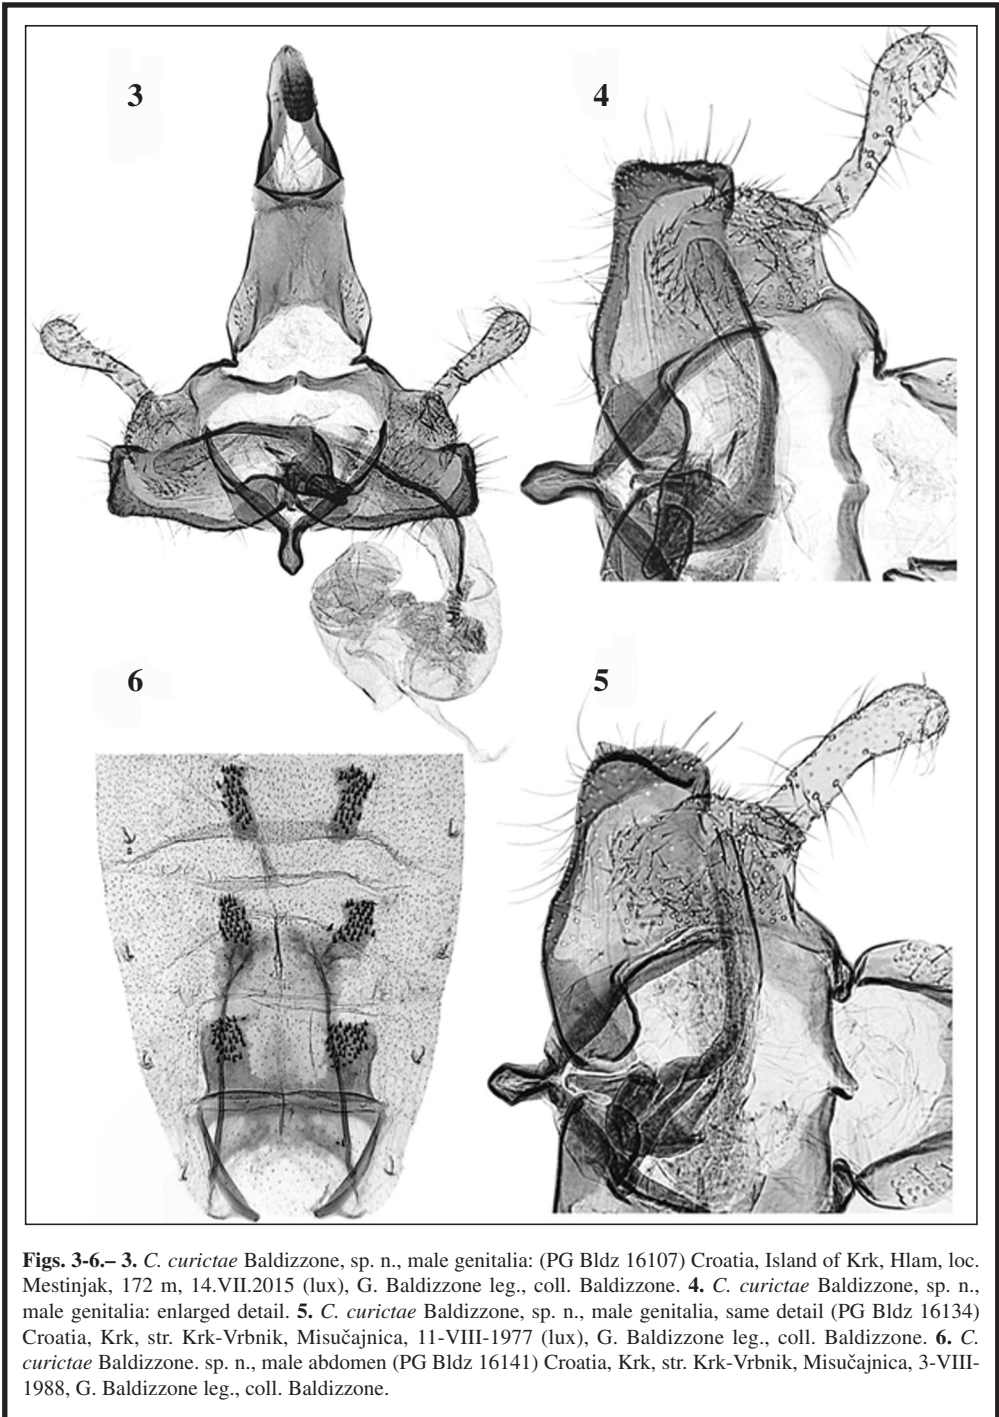 3
4
6
5
Figs. 3-6.– 3. C. curictae Baldizzone, sp. n., male genitalia: (PG Bldz 16107) Croatia, Island of Krk, Hlam, loc.
Mestinjak, 172 m, 14.VII.2015 (lux), G. Baldizzone leg., coll. Baldizzone. 4. C. curictae Baldizzone, sp. n.,
male genitalia: enlarged detail. 5. C. curictae Baldizzone, sp. n., male genitalia, same detail (PG Bldz 16134)
Croatia, Krk, str. Krk-Vrbnik, Misučajnica, 11-VIII-1977 (lux), G. Baldizzone leg., coll. Baldizzone. 6. C.
curictae Baldizzone. sp. n., male abdomen (PG Bldz 16141) Croatia, Krk, str. Krk-Vrbnik, Misučajnica, 3-VIII-
1988, G. Baldizzone leg., coll. Baldizzone.